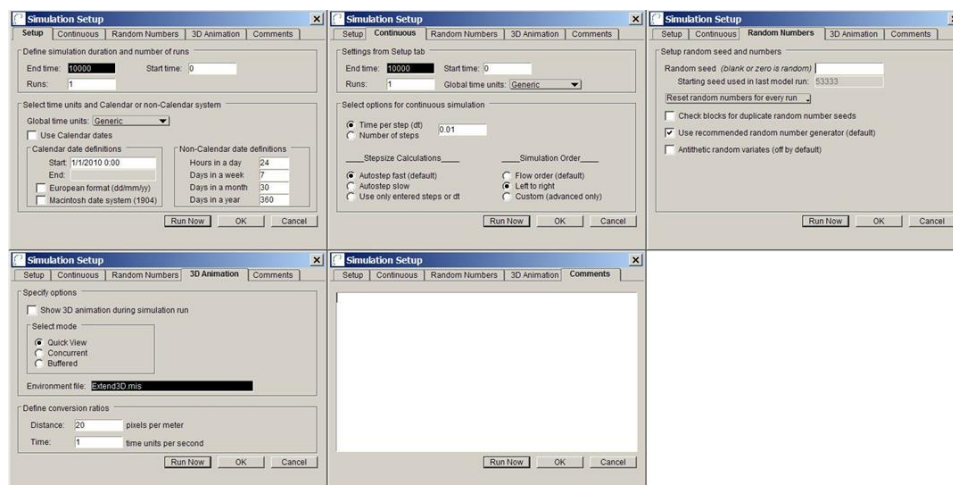 Simulation Setup
Setup Continuous Random Numbers 3D Animation Comments
Define simulation duration and number of runs
End time: 10000 Start time: 0
Runs: 1
Select time units and Calendar or non-Calendar system
Global time units: Generic
Use Calendar dates
Calendar date definitions
Start: 1/1/2010 0:00
End:
European format (dd/mm/yy)
Macintosh date system (1904)
Non-Calendar date definitions
Hours in a day 24
Days in a week 7
Days in a month 30
Days in a year 360
Run Now OK Cancel
Simulation Setup
Setup Continuous Random Numbers 3D Animation Comments
Settings from Setup tab
End time: 10000 Start time: 0
Runs: 1 Global time units: Generic
Select options for continuous simulation
Time per step (dt) 0.01
Number of steps
Stepsize Calculations
Autostep fast (default)
Autostep slow
Use only entered steps or dt
Simulation Order
Flow order (default)
Left to right
Custom (advanced only)
Run Now OK Cancel
Simulation Setup
Setup Continuous Random Numbers 3D Animation Comments
Setup random seed and numbers
Random seed (blank or zero is random)
Starting seed used in last model run: 53333
Reset random numbers for every run
Check blocks for duplicate random number seeds
Use recommended random number generator (default)
Antithetic random variates (off by default)
Run Now OK Cancel
Simulation Setup
Setup Continuous Random Numbers 3D Animation Comments
Specify options
Show 3D animation during simulation run
Select mode
Quick View
Concurrent
Buffered
Environment file: Extend3D.mis
Define conversion ratios
Distance: 20 pixels per meter
Time: 1 time units per second
Run Now OK Cancel
Simulation Setup
Setup Continuous Random Numbers 3D Animation Comments
Run Now OK Cancel